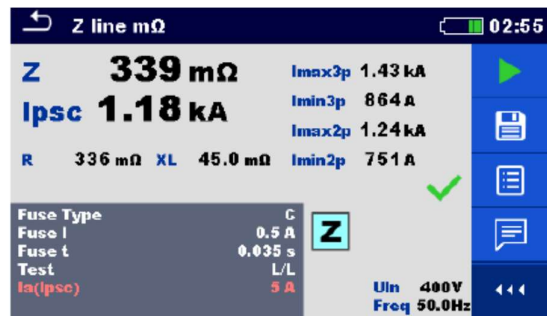 Z line mΩ 02:55
Z 339 mΩ
Ipsc 1.18 kA
R 336 mΩ XL 45.0 mΩ
Imax3p 1.43 kA
Imin3p 864 A
Imax2p 1.24 kA
Imin2p 751 A
Fuse Type C
Fuse I 0.5 A
Fuse t 0.035 s
Test L/L
Ia(Ipsc) 5 A
Z
Uln 400V
Freq 50.0Hz